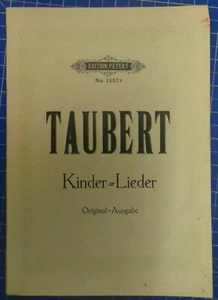 EDITION PETERS
TAUBERT
Kinder=Lieder
Original=Ausgabe